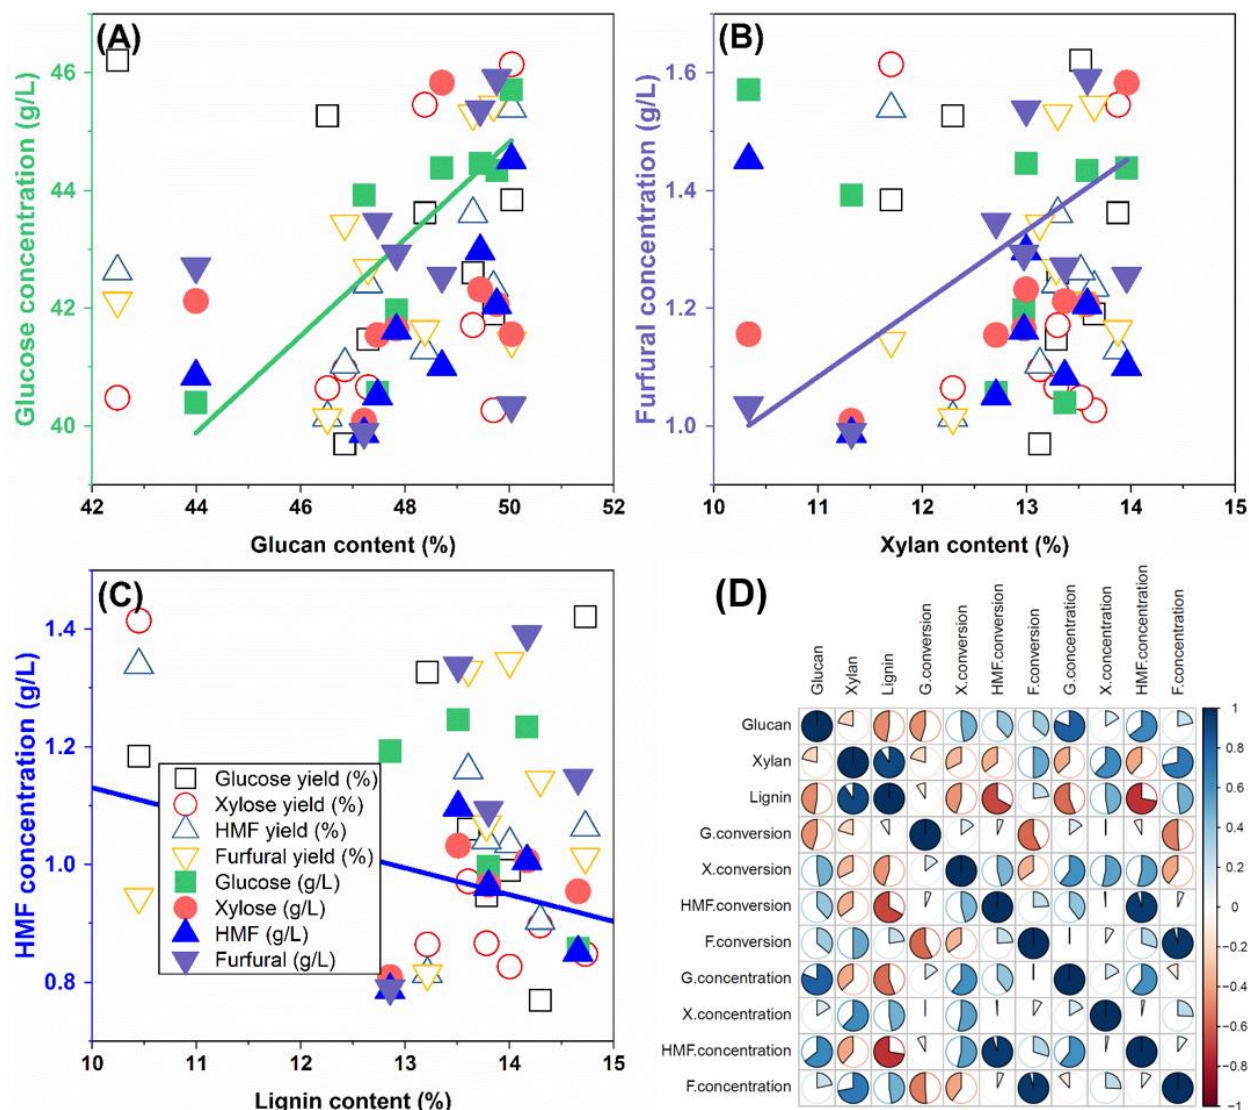 (A)
Glucose concentration (g/L)
46
44
42
40
42 44 46 48 50 52
Glucan content (%)
(B)
Furfural concentration (g/L)
1.6
1.4
1.2
1.0
10 11 12 13 14 15
Xylan content (%)
(C)
HMF concentration (g/L)
1.4
1.2
1.0
0.8
Glucose yield (%)
Xylose yield (%)
HMF yield (%)
Furfural yield (%)
Glucose (g/L)
Xylose (g/L)
HMF (g/L)
Furfural (g/L)
10 11 12 13 14 15
Lignin content (%)
(D)
Glucan
Xylan
Lignin
G.conversion
X.conversion
HMF.conversion
F.conversion
G.concentration
X.concentration
HMF.concentration
F.concentration
Glucan
Xylan
Lignin
G.conversion
X.conversion
HMF.conversion
F.conversion
G.concentration
X.concentration
HMF.concentration
F.concentration
1
0.8
0.6
0.4
0.2
0
-0.2
-0.4
-0.6
-0.8
-1